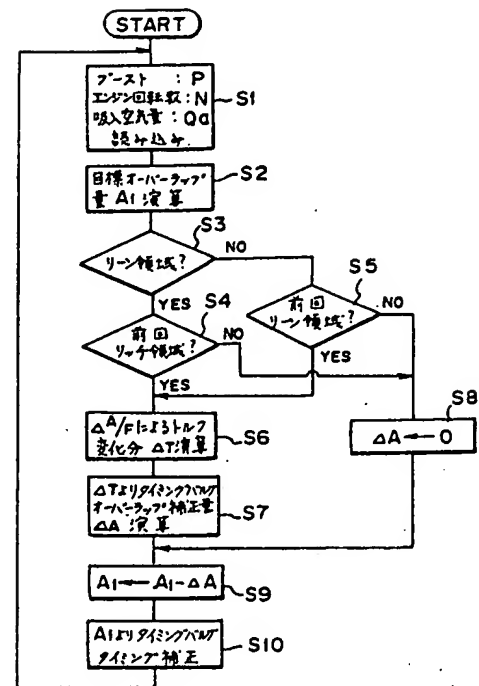 START
ブースト : P
エンジン回転数 : N
吸入空気量 : Qa
読み込み
S1
目標オーバーラップ
量 A1 演算
S2
リーン領域?
S3
NO
YES
前回
リーン領域?
S5
NO
YES
前回
リッチ領域?
S4
NO
YES
ΔA/Fによるトルク
変化分 ΔT演算
S6
ΔA ← 0
S8
ΔTよりタイミングバルブ
オーバーラップ補正量
ΔA 演算
S7
A1 ← A1 - ΔA
S9
A1よりタイミングバルブ
タイミング補正
S10